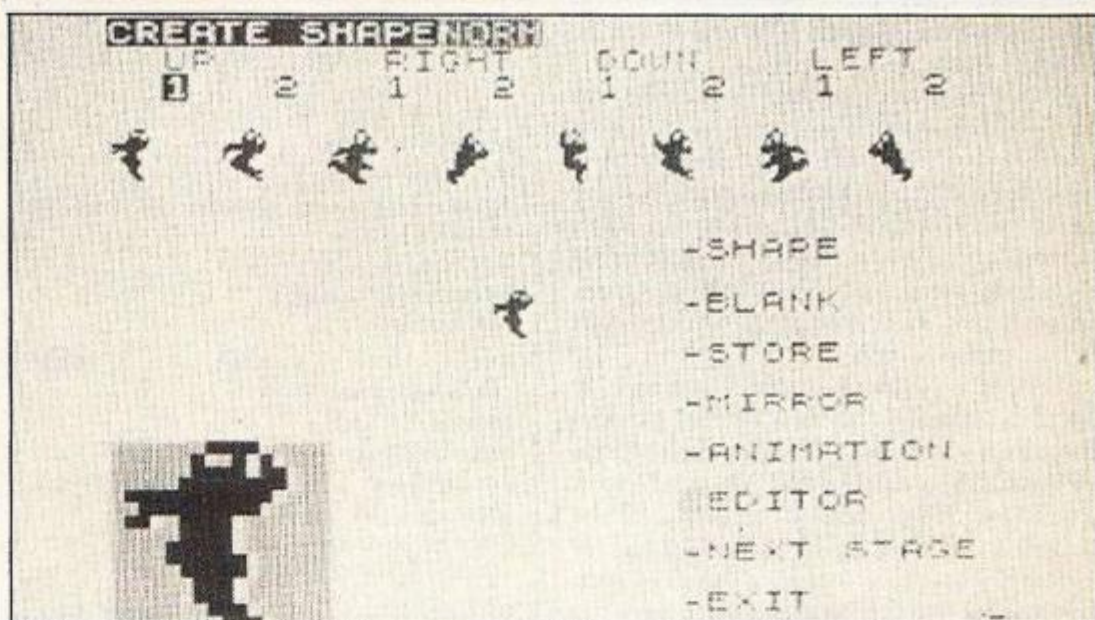 CREATE SHAPE NORM
UP RIGHT DOWN LEFT
1 2 1 2 1 2 1 2
-SHAPE
-BLANK
-STORE
-MIRROR
-ANIMATION
EDITOR
-NEXT STAGE
-EXIT